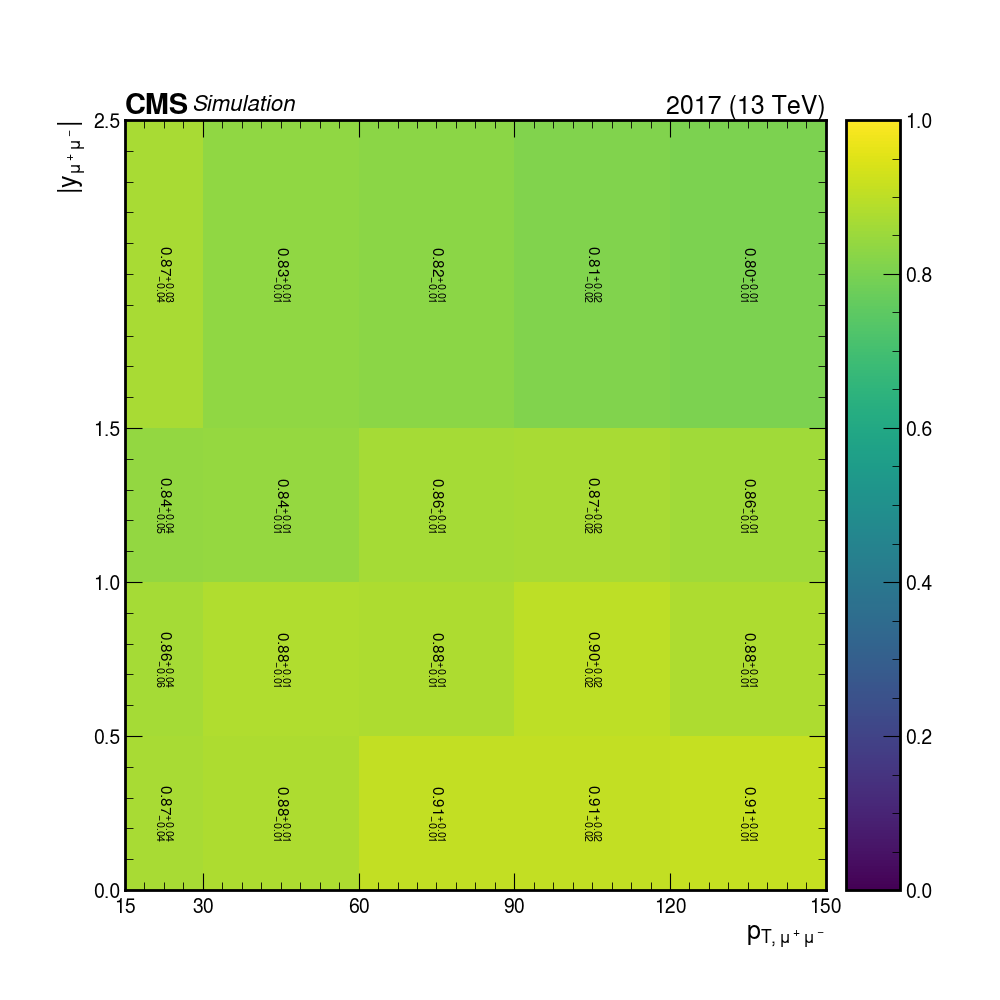 CMS Simulation 2017 (13 TeV)
|y_{μ⁺μ⁻}|
2.5 1.0
0.87^{+0.03}_{−0.04} 0.83^{+0.01}_{−0.01} 0.82^{+0.01}_{−0.01} 0.81^{+0.02}_{−0.02} 0.80^{+0.01}_{−0.01}
0.8
1.5
0.6
0.84^{+0.04}_{−0.05} 0.84^{+0.01}_{−0.01} 0.86^{+0.01}_{−0.01} 0.87^{+0.02}_{−0.02} 0.86^{+0.01}_{−0.01}
1.0 0.4
0.86^{+0.04}_{−0.06} 0.88^{+0.01}_{−0.01} 0.88^{+0.01}_{−0.01} 0.90^{+0.02}_{−0.02} 0.88^{+0.01}_{−0.01}
0.5 0.2
0.87^{+0.04}_{−0.04} 0.88^{+0.01}_{−0.01} 0.91^{+0.01}_{−0.01} 0.91^{+0.02}_{−0.02} 0.91^{+0.01}_{−0.01}
0.0 0.0
15 30 60 90 120 150
p_{T, μ⁺μ⁻}